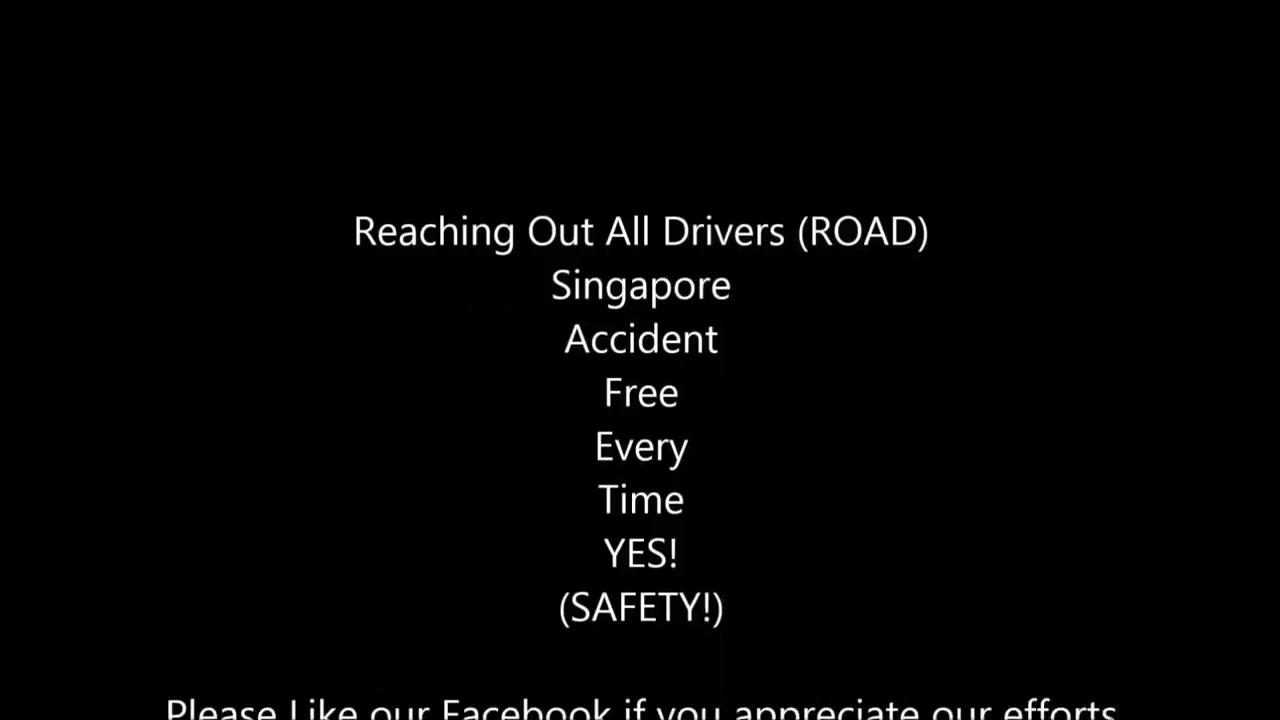 Reaching Out All Drivers (ROAD)
Singapore
Accident
Free
Every
Time
YES!
(SAFETY!)
Please Like our Facebook if you appreciate our efforts